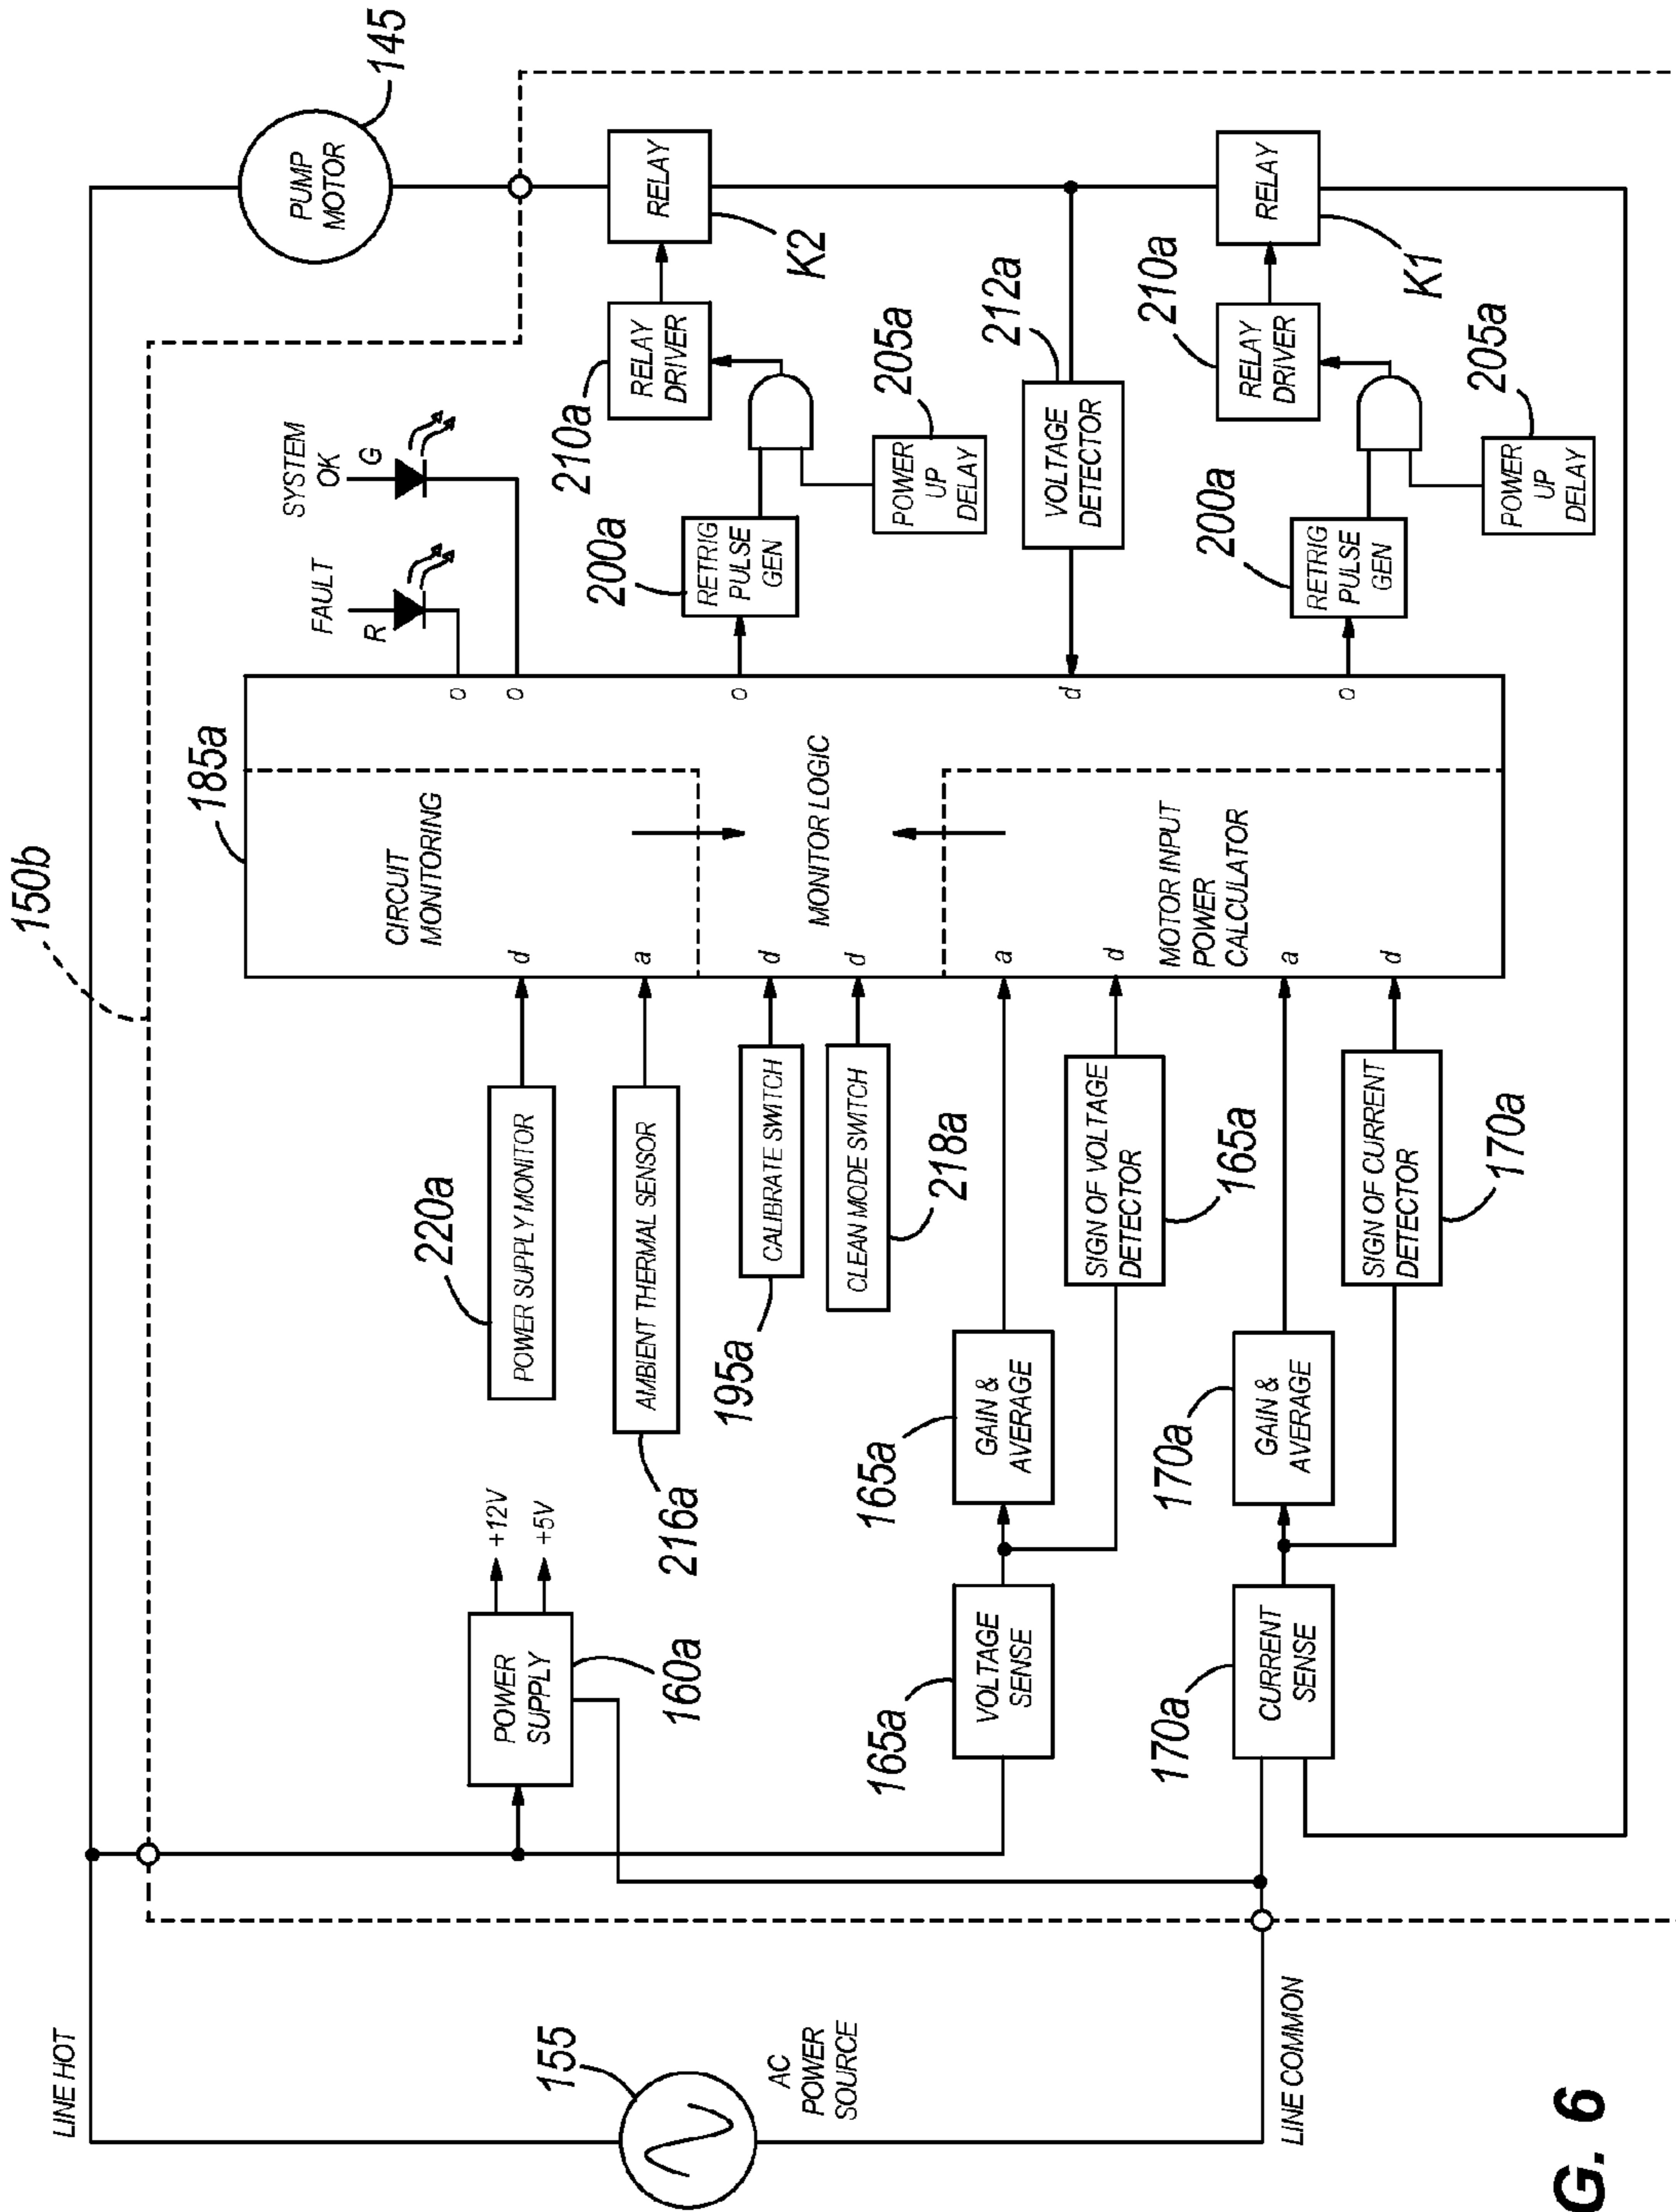 150b
LINE HOT
PUMP
MOTOR
145
185a
SYSTEM
OK
G
FAULT
R
155
AC
POWER
SOURCE
LINE COMMON
POWER
SUPPLY
+12V
+5V
160a
220a
POWER SUPPLY MONITOR
AMBIENT THERMAL SENSOR
216a
CALIBRATE SWITCH
195a
CLEAN MODE SWITCH
218a
165a
VOLTAGE
SENSE
165a
GAIN &
AVERAGE
SIGN OF VOLTAGE
DETECTOR
165a
170a
CURRENT
SENSE
170a
GAIN &
AVERAGE
SIGN OF CURRENT
DETECTOR
170a
CIRCUIT
MONITORING
d
a
d
d
MONITOR LOGIC
a
d
MOTOR INPUT
POWER
CALCULATOR
a
d
o
o
o
d
o
200a
RETRIG
PULSE
GEN
210a
RELAY
DRIVER
RELAY
K2
POWER
UP
DELAY
205a
VOLTAGE
DETECTOR
212a
200a
RETRIG
PULSE
GEN
210a
RELAY
DRIVER
RELAY
K1
POWER
UP
DELAY
205a
G. 6